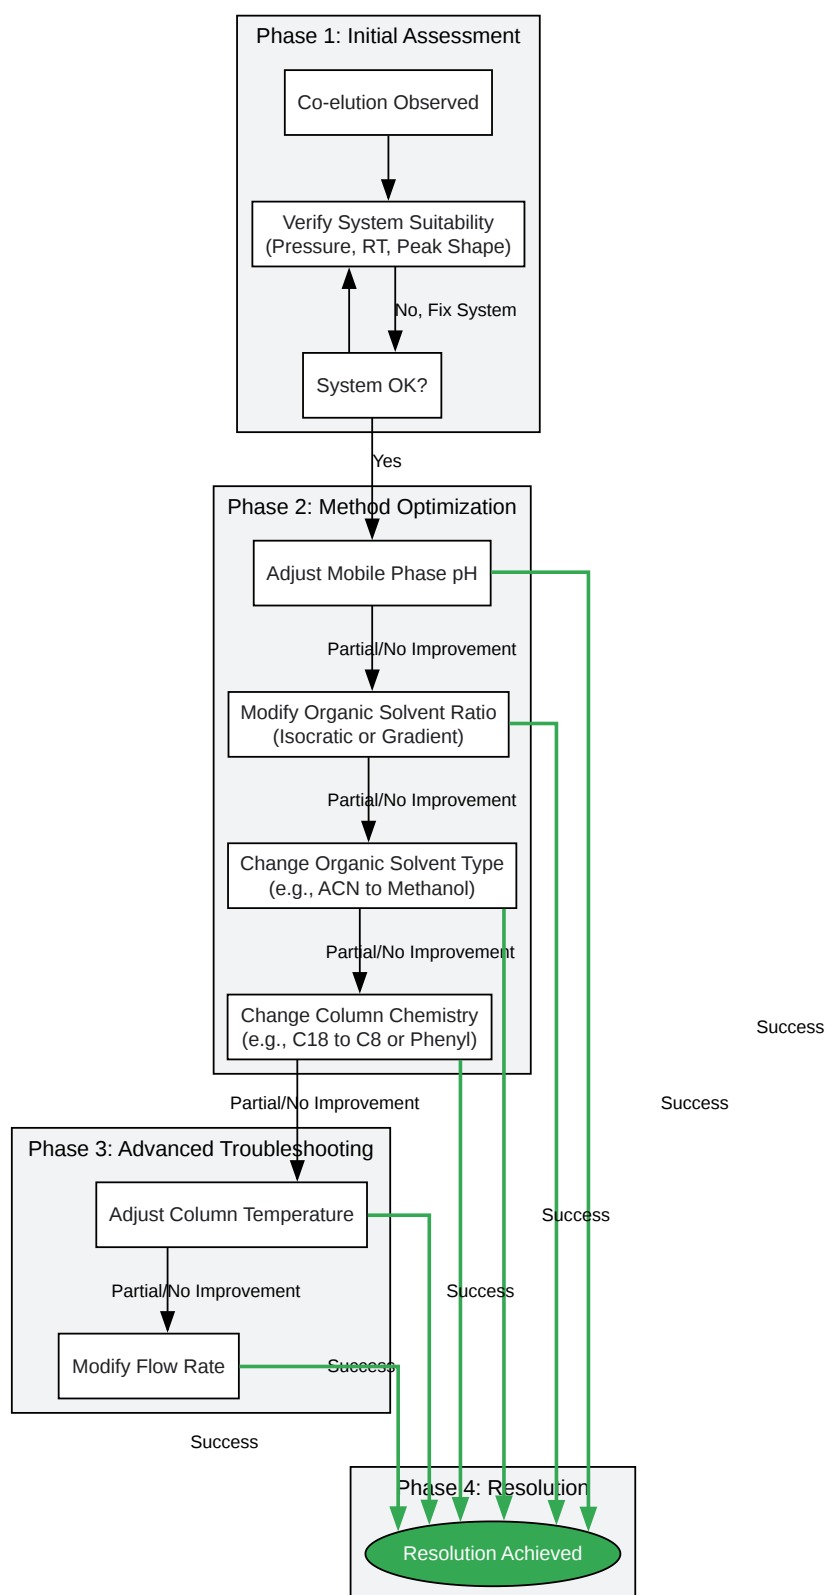 Phase 1: Initial Assessment
Co-elution Observed
Verify System Suitability
(Pressure, RT, Peak Shape)
No, Fix System
System OK?
Yes
Phase 2: Method Optimization
Adjust Mobile Phase pH
Partial/No Improvement
Modify Organic Solvent Ratio
(Isocratic or Gradient)
Partial/No Improvement
Change Organic Solvent Type
(e.g., ACN to Methanol)
Partial/No Improvement
Change Column Chemistry
(e.g., C18 to C8 or Phenyl)
Success
Partial/No Improvement
Success
Phase 3: Advanced Troubleshooting
Adjust Column Temperature
Success
Partial/No Improvement
Success
Modify Flow Rate
Success
Success
Phase 4: Resolution
Resolution Achieved